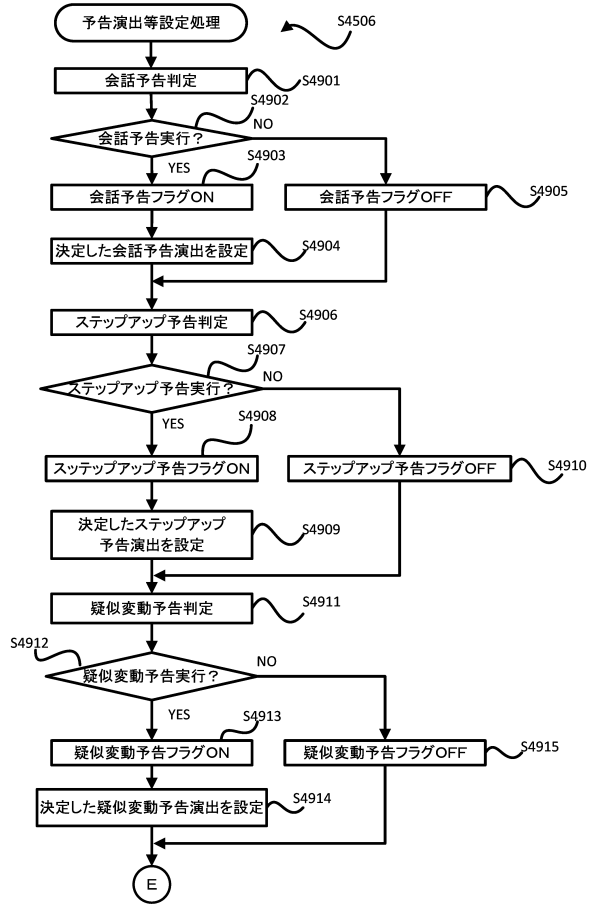 予告演出等設定処理
S4506
会話予告判定
S4901
S4902
会話予告実行？
NO
YES
S4903
会話予告フラグON
会話予告フラグOFF
S4905
決定した会話予告演出を設定
S4904
ステップアップ予告判定
S4906
S4907
ステップアップ予告実行？
NO
YES
S4908
スッテップアップ予告フラグON
ステップアップ予告フラグOFF
S4910
決定したステップアップ
予告演出を設定
S4909
疑似変動予告判定
S4911
S4912
疑似変動予告実行？
NO
YES
S4913
疑似変動予告フラグON
疑似変動予告フラグOFF
S4915
決定した疑似変動予告演出を設定
S4914
E